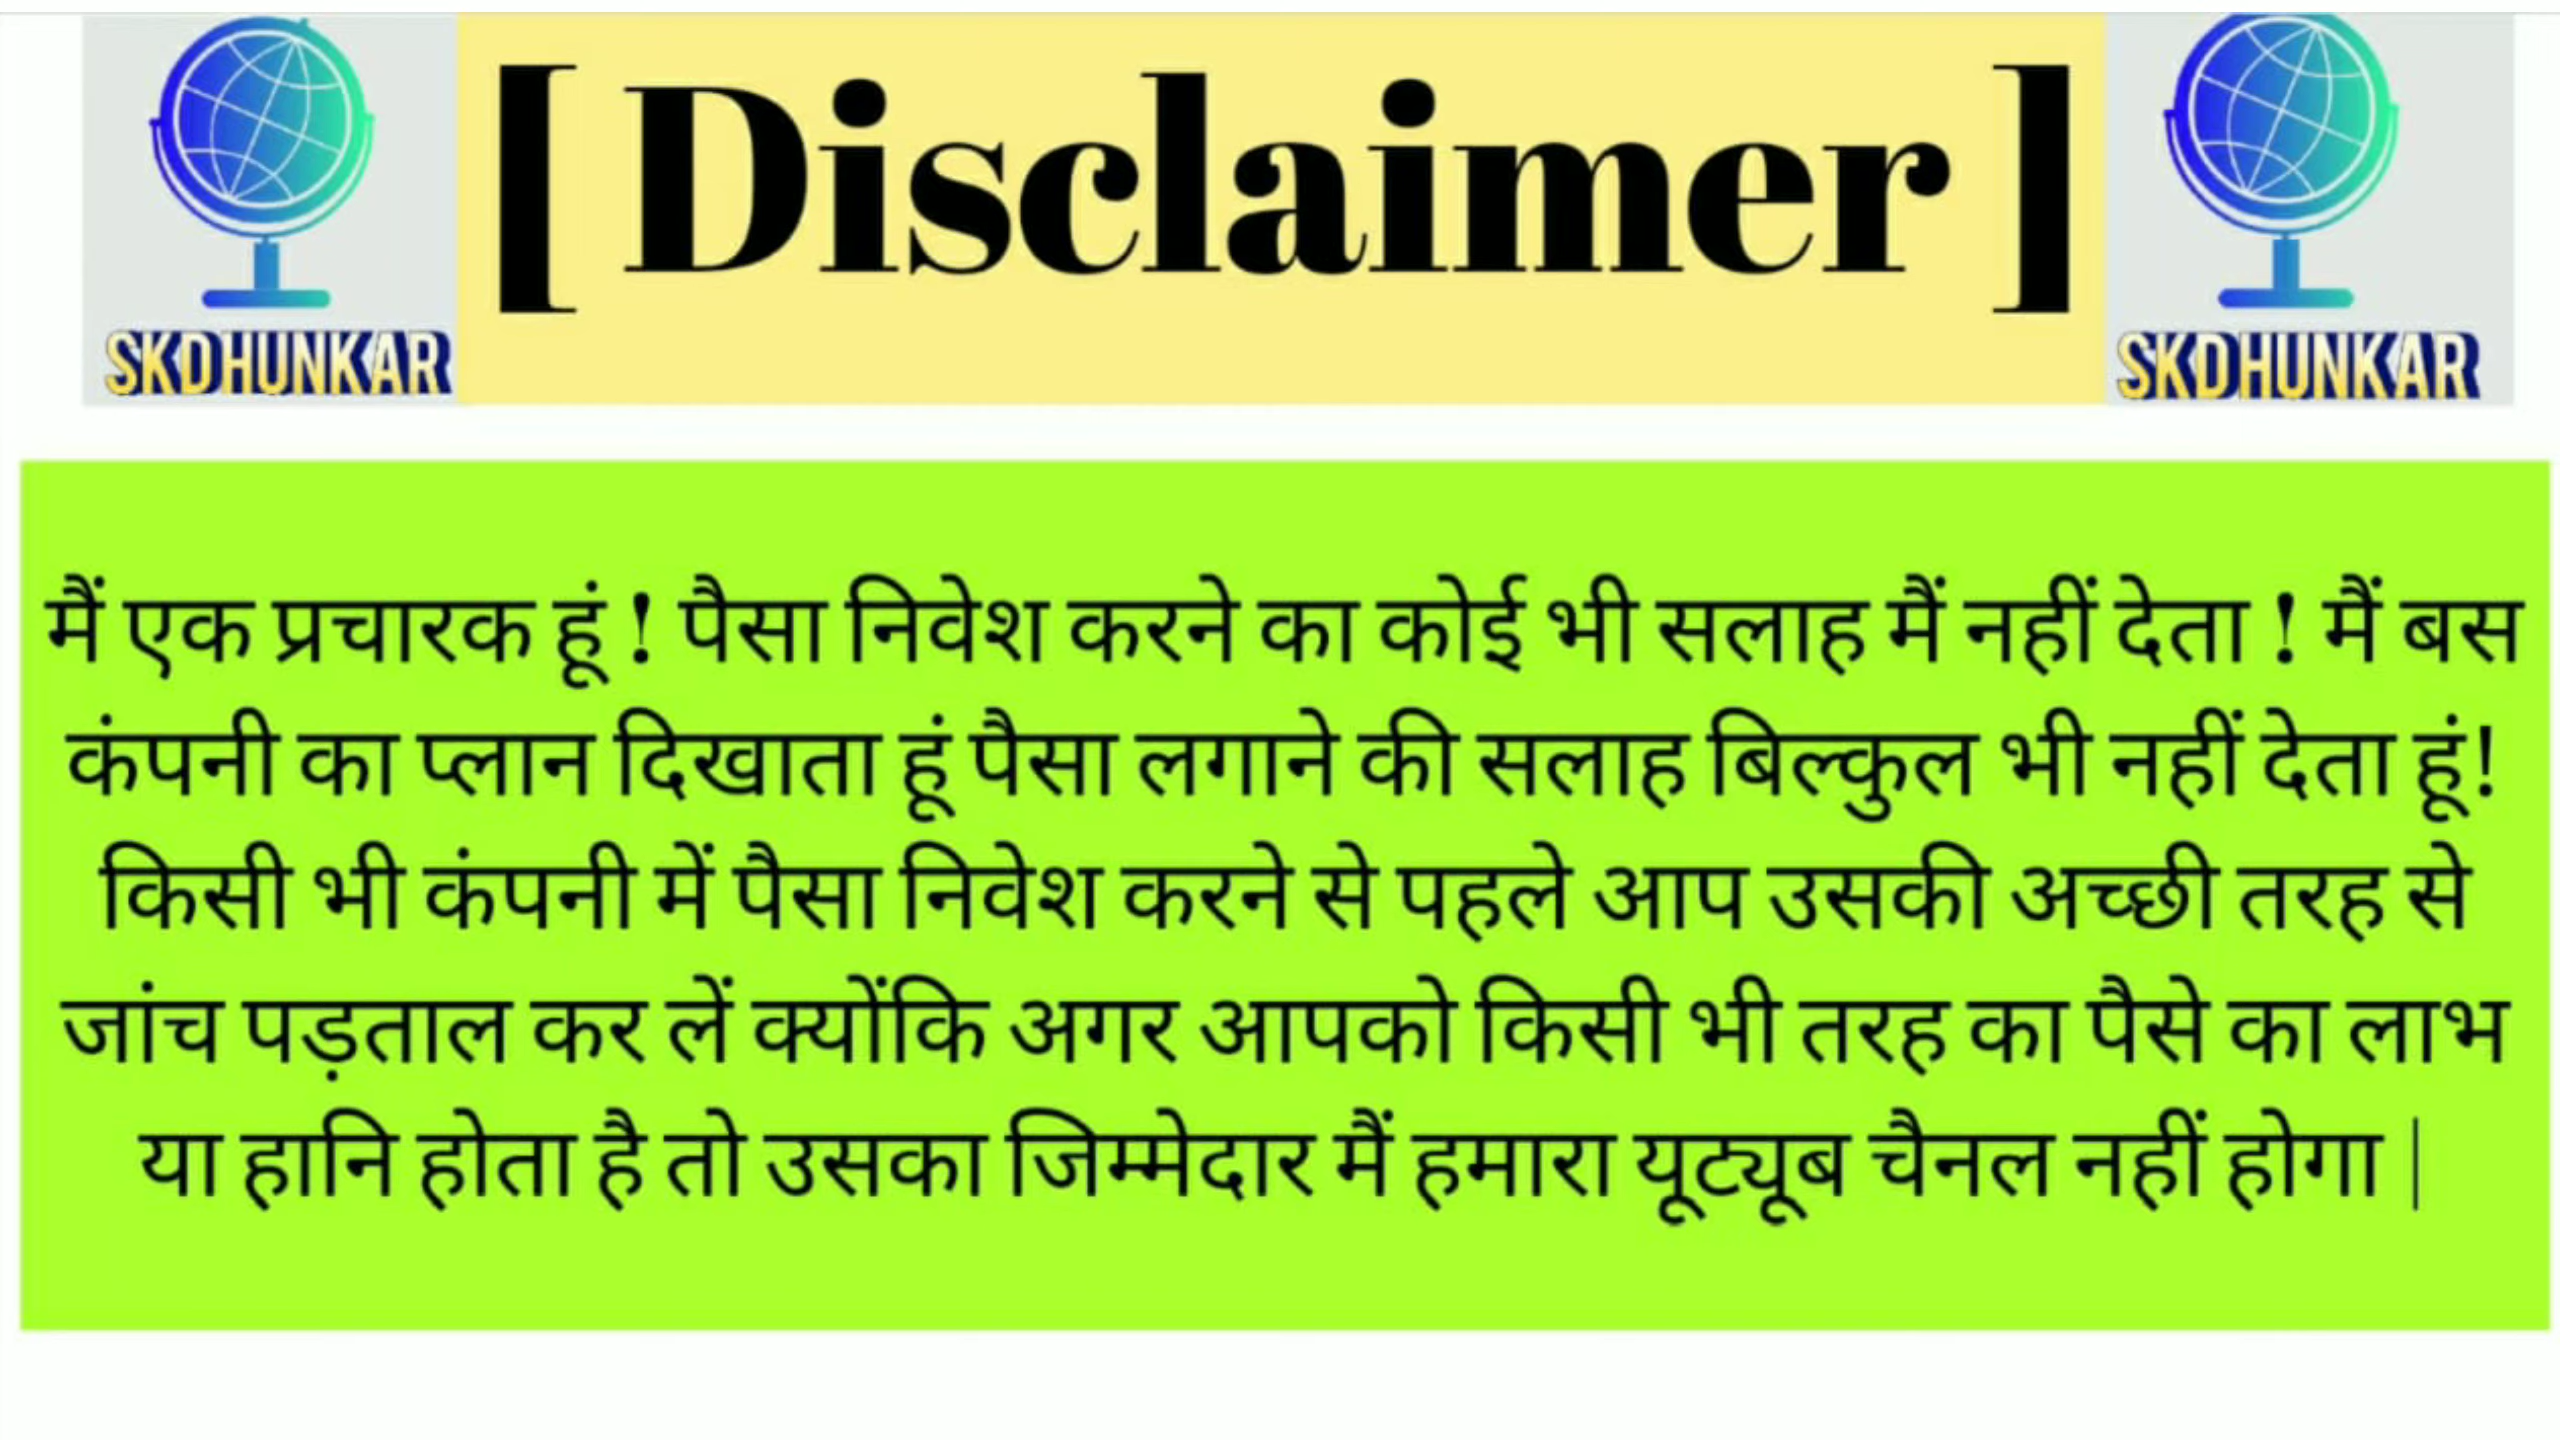 [ Disclaimer ]
SKDHUNKAR
SKDHUNKAR
मैं एक प्रचारक हूं ! पैसा निवेश करने का कोई भी सलाह मैं नहीं देता ! मैं बस
कंपनी का प्लान दिखाता हूं पैसा लगाने की सलाह बिल्कुल भी नहीं देता हूं!
किसी भी कंपनी में पैसा निवेश करने से पहले आप उसकी अच्छी तरह से
जांच पड़ताल कर लें क्योंकि अगर आपको किसी भी तरह का पैसे का लाभ
या हानि होता है तो उसका जिम्मेदार मैं हमारा यूट्यूब चैनल नहीं होगा |